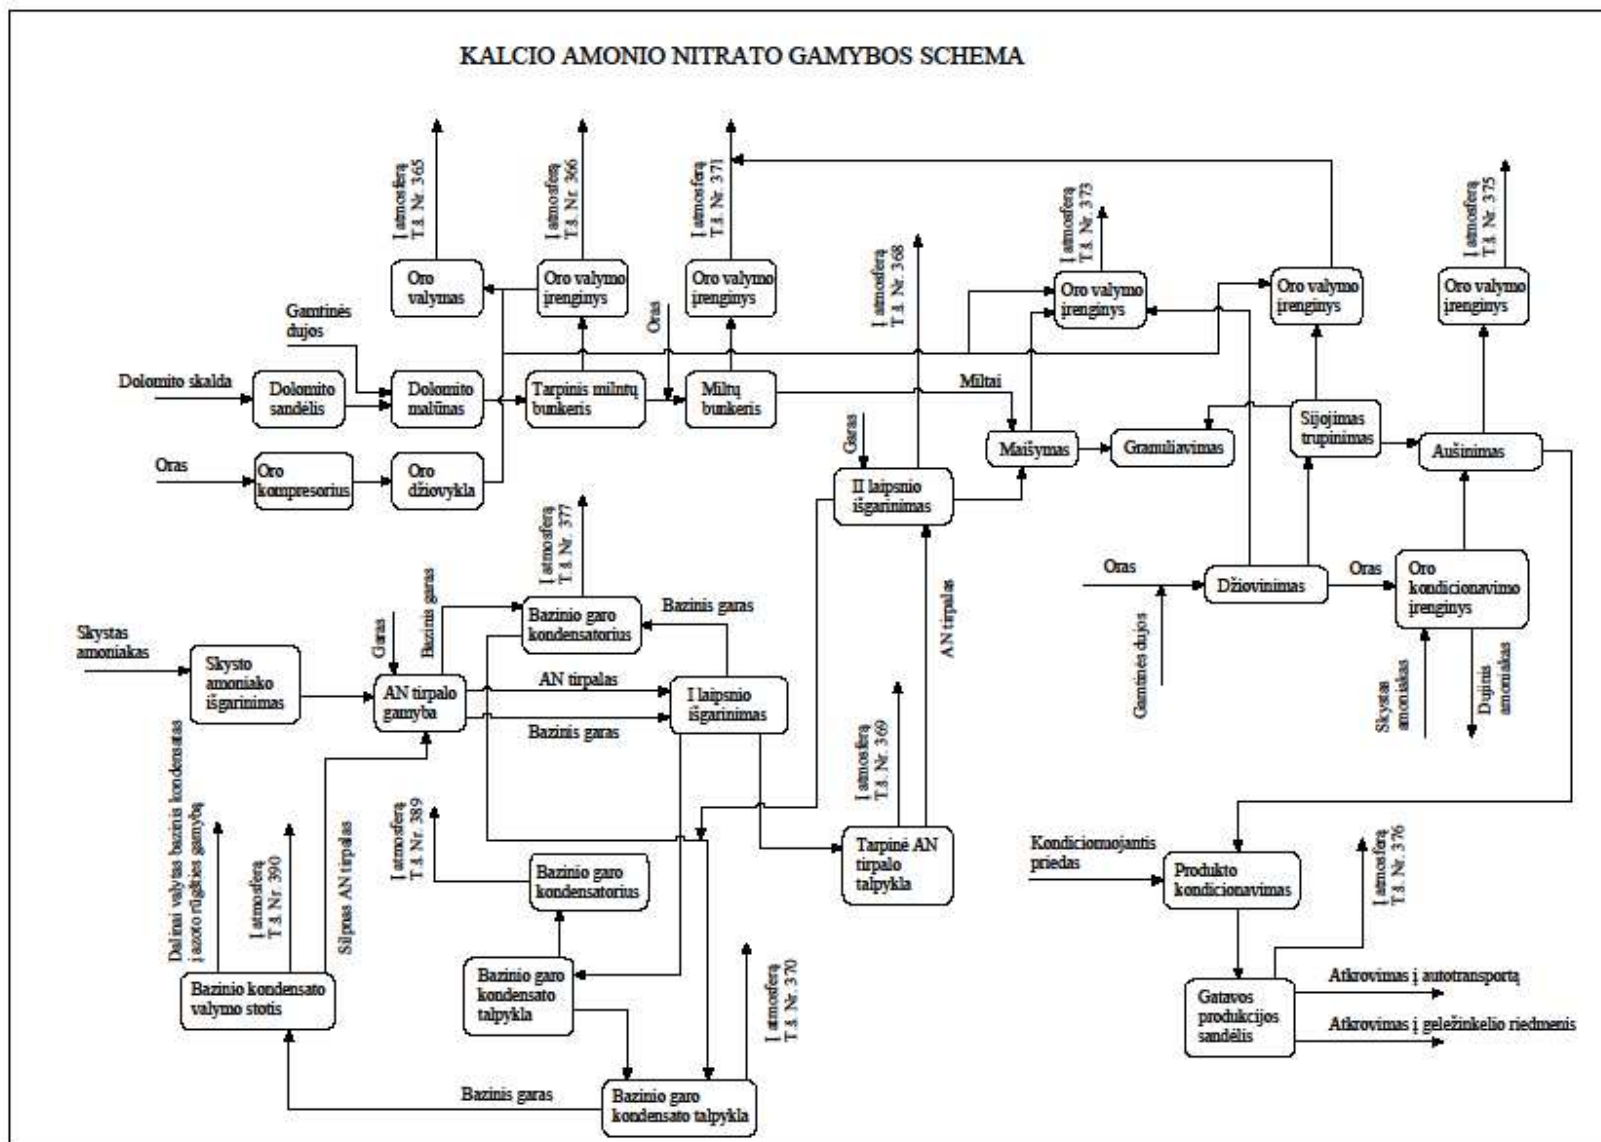 KALCIO AMONIO NITRATO GAMYBOS SCHEMA
Į atmosferą
T.š. Nr. 365
Į atmosferą
T.š. Nr. 366
Į atmosferą
T.š. Nr. 371
Į atmosferą
T.š. Nr. 368
Į atmosferą
T.š. Nr. 373
Į atmosferą
T.š. Nr. 375
Oro
valymas
Oro valymo
įrenginys
Oro valymo
įrenginys
Oro valymo
įrenginys
Oro valymo
įrenginys
Oro valymo
įrenginys
Gamtinės
dujos
Oras
Dolomito skalda
Dolomito
sandėlis
Dolomito
malūnas
Tarpinis milntų
bunkeris
Miltų
bunkeris
Miltai
Maišymas
Granuliavimas
Sijojimas
trupinimas
Aušinimas
Oras
Oro
kompresorius
Oro
džiovykla
Garas
II laipsnio
išgarinimas
Į atmosferą
T.š. Nr. 377
Bazinis garas
Bazinio garo
kondensatorius
Bazinis garas
AN tirpalas
Oras
Džiovinimas
Oras
Oro
kondicionavimo
įrenginys
Gamtinės dujos
Skystas
amoniakas
Dujinis
amoniakas
Skystas
amoniakas
Skysto
amoniako
išgarinimas
Garas
AN tirpalo
gamyba
AN tirpalas
Bazinis garas
I laipsnio
išgarinimas
Į atmosferą
T.š. Nr. 369
Dalinai valytas bazinis kondensatas
į azoto rūgšties gamybą
Į atmosferą
T.š. Nr. 390
Silpnas AN tirpalas
Į atmosferą
T.š. Nr. 389
Bazinio garo
kondensatorius
Tarpinė AN
tirpalo
talpykla
Kondicionuojantis
priedas
Produkto
kondicionavimas
Į atmosferą
T.š. Nr. 376
Bazinio kondensato
valymo stotis
Bazinio garo
kondensato
talpykla
Į atmosferą
T.š. Nr. 370
Gatavos
produkcijos
sandėlis
Atkrovimas į autotransportą
Atkrovimas į geležinkelio riedmenis
Bazinis garas
Bazinio garo
kondensato talpykla